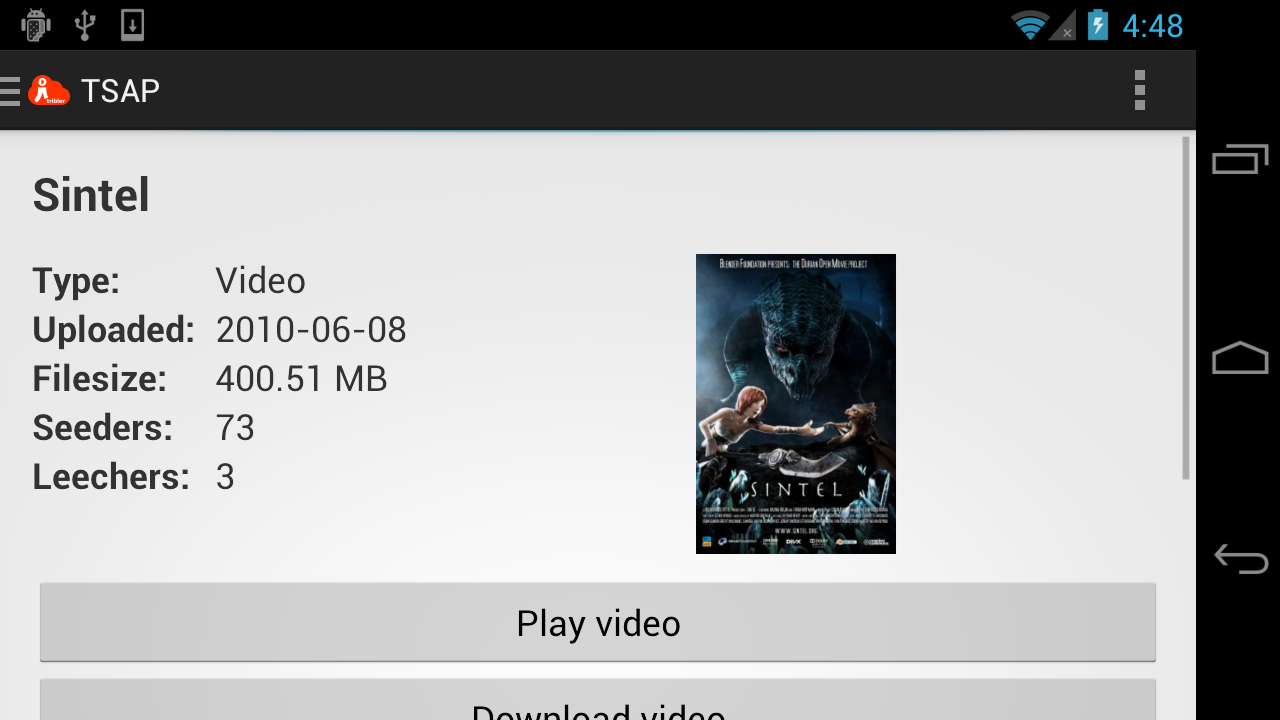 4:48
tribler
TSAP
Sintel
Type: Video
Uploaded: 2010-06-08
Filesize: 400.51 MB
Seeders: 73
Leechers: 3
BLENDER FOUNDATION PRESENTS THE DURIAN OPEN MOVIE PROJECT
SINTEL
WWW.SINTEL.ORG
Play video
Download video